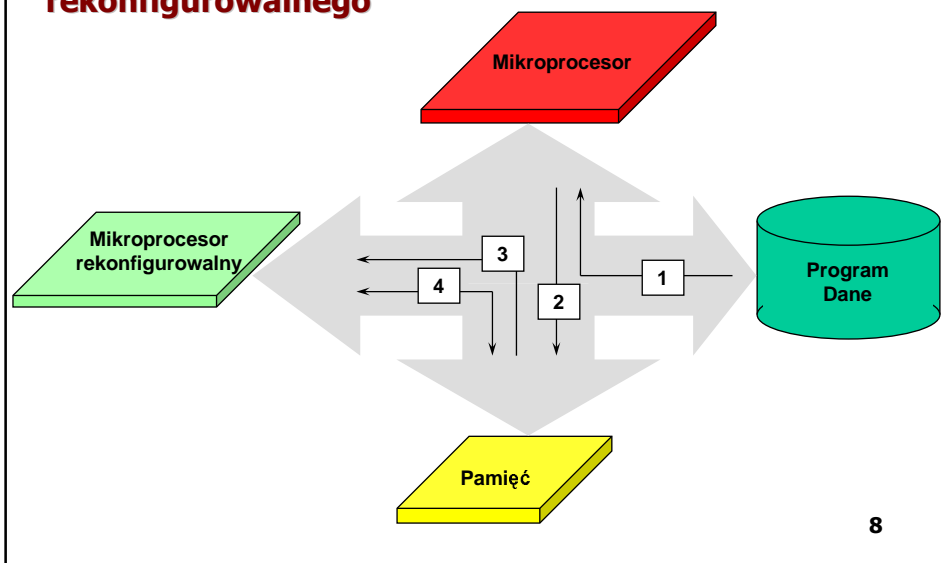 rekonfigurowalnego
Mikroprocesor
Mikroprocesor
rekonfigurowalny
3
4
2
1
Program
Dane
Pamięć
8